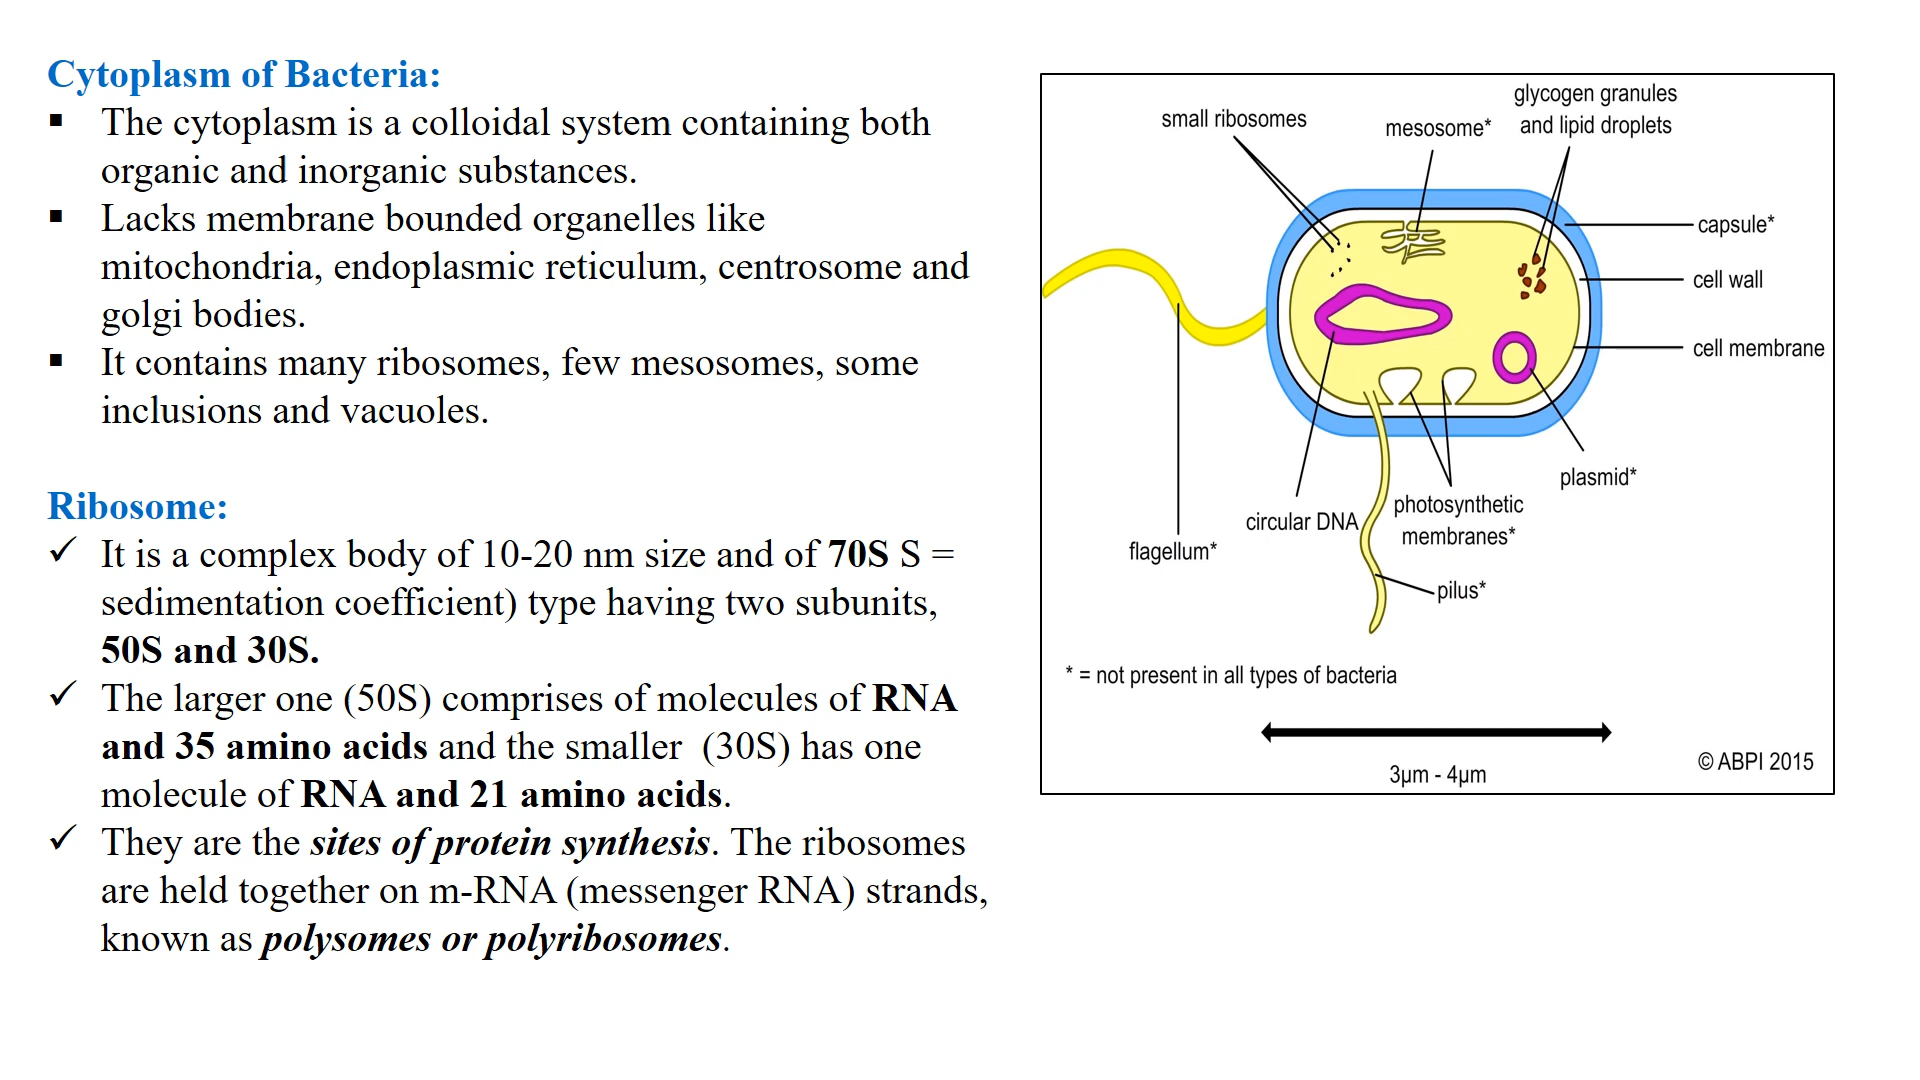 Cytoplasm of Bacteria:
▪ The cytoplasm is a colloidal system containing both
organic and inorganic substances.
▪ Lacks membrane bounded organelles like
mitochondria, endoplasmic reticulum, centrosome and
golgi bodies.
▪ It contains many ribosomes, few mesosomes, some
inclusions and vacuoles.
Ribosome:
✓ It is a complex body of 10-20 nm size and of 70S S =
sedimentation coefficient) type having two subunits,
50S and 30S.
✓ The larger one (50S) comprises of molecules of RNA
and 35 amino acids and the smaller (30S) has one
molecule of RNA and 21 amino acids.
✓ They are the sites of protein synthesis. The ribosomes
are held together on m-RNA (messenger RNA) strands,
known as polysomes or polyribosomes.
small ribosomes
mesosome*
glycogen granules
and lipid droplets
capsule*
cell wall
cell membrane
plasmid*
photosynthetic
membranes*
circular DNA
flagellum*
pilus*
* = not present in all types of bacteria
3µm - 4µm
© ABPI 2015